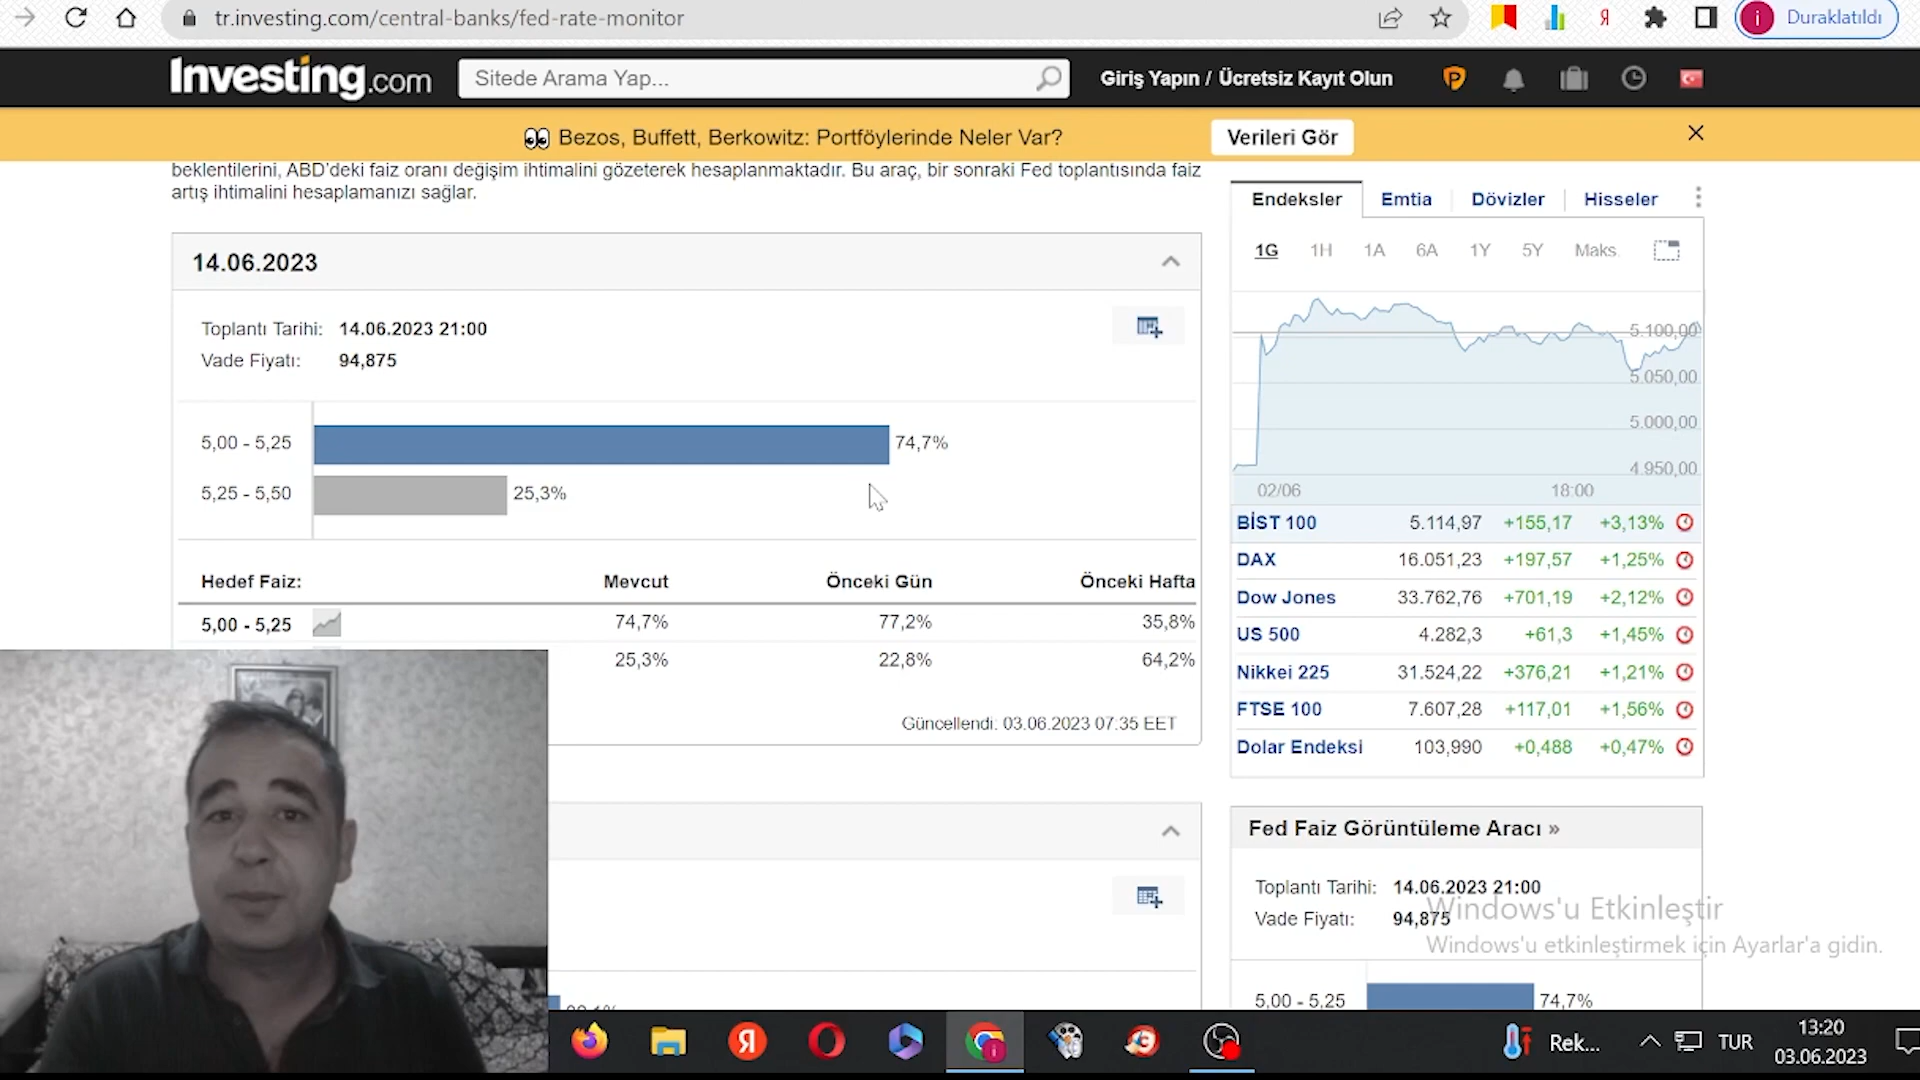 tr.investing.com/central-banks/fed-rate-monitor
Duraklatıldı
Investing.com
Sitede Arama Yap...
Giriş Yapın / Ücretsiz Kayıt Olun
Bezos, Buffett, Berkowitz: Portföylerinde Neler Var?
Verileri Gör
beklentilerini, ABD'deki faiz oranı değişim ihtimalini gözeterek hesaplanmaktadır. Bu araç, bir sonraki Fed toplantısında faiz
artış ihtimalini hesaplamanızı sağlar.
14.06.2023
Toplantı Tarihi: 14.06.2023 21:00
Vade Fiyatı: 94,875
5,00 - 5,25 74,7%
5,25 - 5,50 25,3%
Hedef Faiz: Mevcut Önceki Gün Önceki Hafta
5,00 - 5,25 74,7% 77,2% 35,8%
25,3% 22,8% 64,2%
Güncellendi: 03.06.2023 07:35 EET
Endeksler Emtia Dövizler Hisseler
1G 1H 1A 6A 1Y 5Y Maks.
5.100,00
5.050,00
5.000,00
4.950,00
02/06 18:00
BİST 100 5.114,97 +155,17 +3,13%
DAX 16.051,23 +197,57 +1,25%
Dow Jones 33.762,76 +701,19 +2,12%
US 500 4.282,3 +61,3 +1,45%
Nikkei 225 31.524,22 +376,21 +1,21%
FTSE 100 7.607,28 +117,01 +1,56%
Dolar Endeksi 103,990 +0,488 +0,47%
Fed Faiz Görüntüleme Aracı »
Toplantı Tarihi: 14.06.2023 21:00
Vade Fiyatı: 94,875
5,00 - 5,25 74,7%
Windows'u Etkinleştir
Windows'u etkinleştirmek için Ayarlar'a gidin.
Rek...
TUR
13:20
03.06.2023